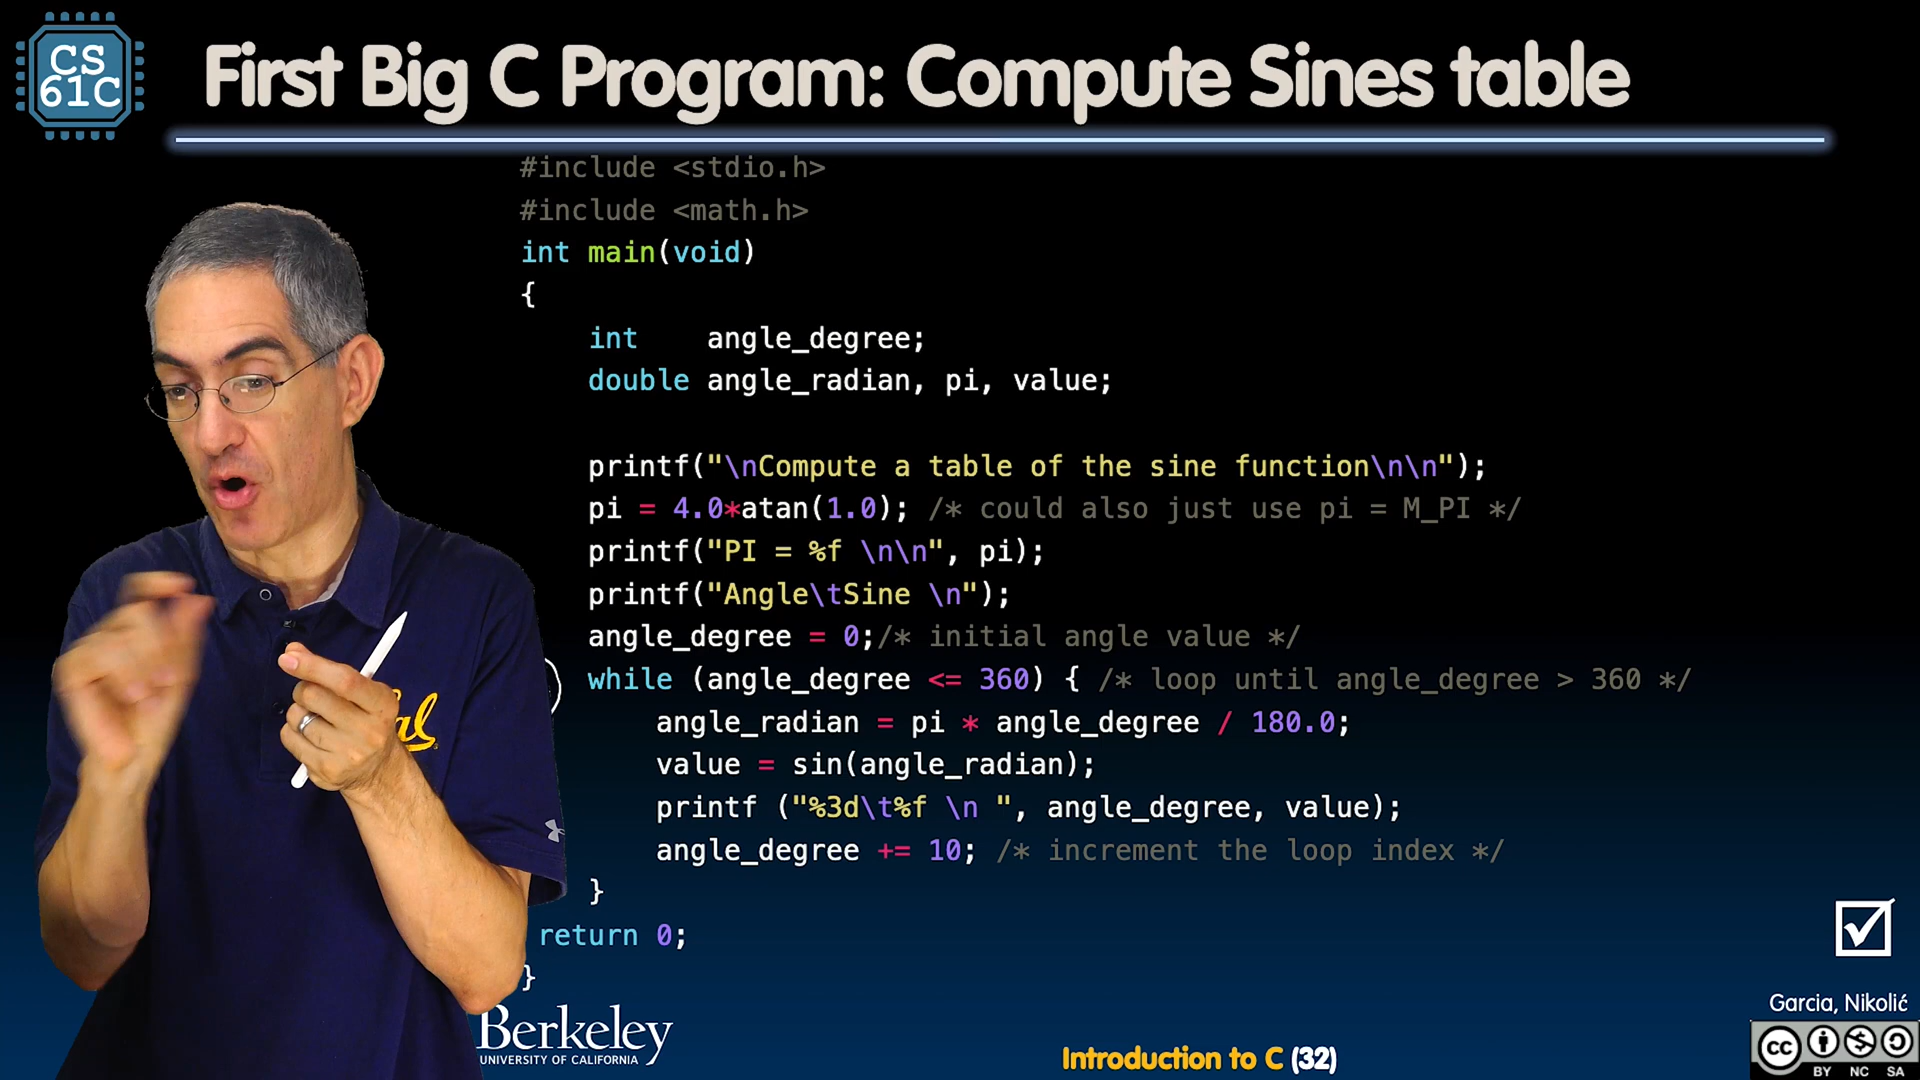 CS
61C
First Big C Program: Compute Sines table
#include <stdio.h>
#include <math.h>
int main(void)
{
int    angle_degree;
double angle_radian, pi, value;
printf("\nCompute a table of the sine function\n\n");
pi = 4.0*atan(1.0); /* could also just use pi = M_PI */
printf("PI = %f \n\n", pi);
printf("Angle\tSine \n");
angle_degree = 0;/* initial angle value */
while (angle_degree <= 360) { /* loop until angle_degree > 360 */
angle_radian = pi * angle_degree / 180.0;
value = sin(angle_radian);
printf ("%3d\t%f \n ", angle_degree, value);
angle_degree += 10; /* increment the loop index */
}
return 0;
}
Berkeley
UNIVERSITY OF CALIFORNIA
Introduction to C (32)
Garcia, Nikolić
cc
BY NC SA